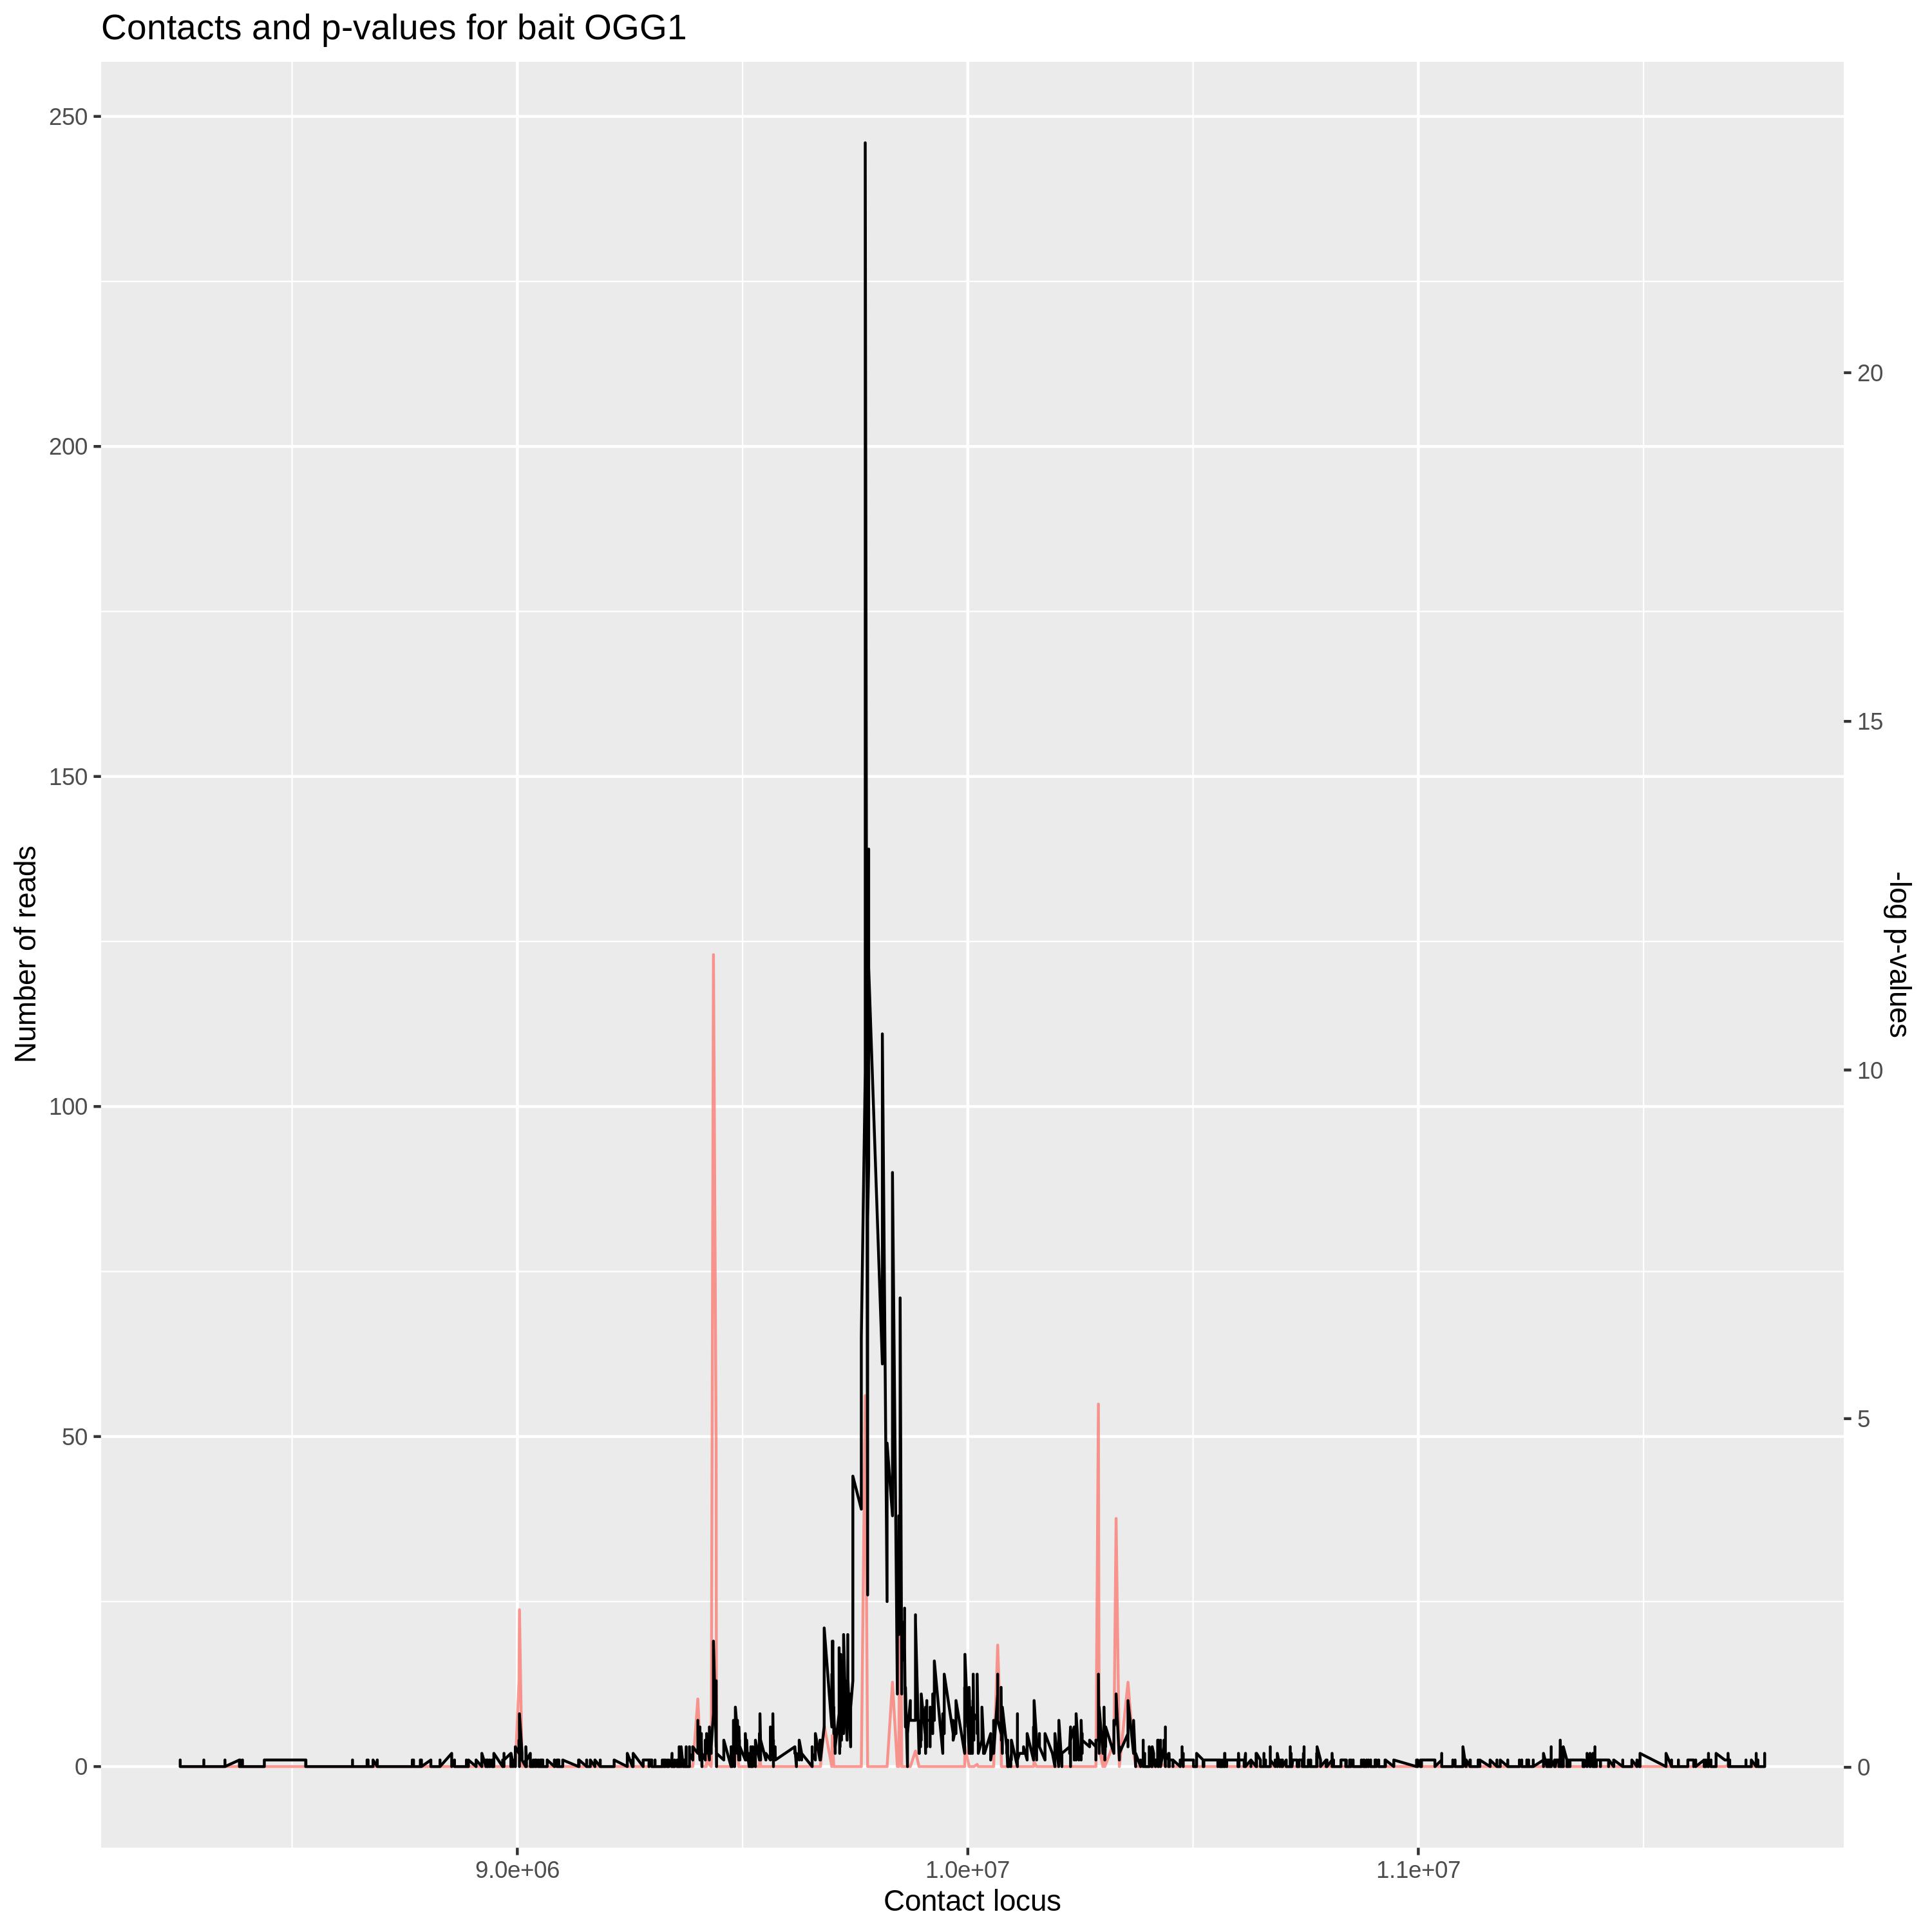 Contacts and p-values for bait OGG1
250
200
150
100
50
0
Number of reads
20
15
10
5
0
-log p-values
9.0e+06
1.0e+07
1.1e+07
Contact locus